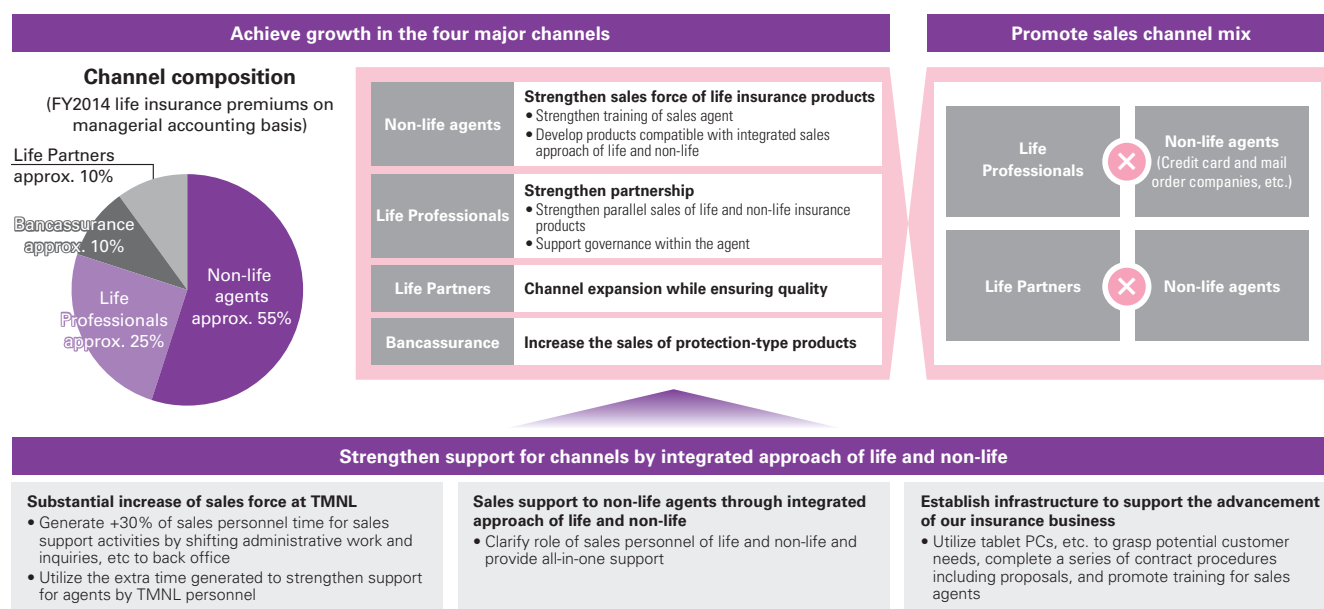 Achieve growth in the four major channels
Promote sales channel mix
Channel composition
(FY2014 life insurance premiums on
managerial accounting basis)
Life Partners
approx. 10%
Bancassurance
approx. 10%
Life
Professionals
approx. 25%
Non-life
agents
approx. 55%
Non-life agents
Strengthen sales force of life insurance products
• Strengthen training of sales agent
• Develop products compatible with integrated sales
approach of life and non-life
Life Professionals
Strengthen partnership
• Strengthen parallel sales of life and non-life insurance
products
• Support governance within the agent
Life Partners
Channel expansion while ensuring quality
Bancassurance
Increase the sales of protection-type products
Life
Professionals
×
Non-life agents
(Credit card and mail
order companies, etc.)
Life Partners
×
Non-life agents
Strengthen support for channels by integrated approach of life and non-life
Substantial increase of sales force at TMNL
• Generate +30% of sales personnel time for sales
support activities by shifting administrative work and
inquiries, etc to back office
• Utilize the extra time generated to strengthen support
for agents by TMNL personnel
Sales support to non-life agents through integrated
approach of life and non-life
• Clarify role of sales personnel of life and non-life and
provide all-in-one support
Establish infrastructure to support the advancement
of our insurance business
• Utilize tablet PCs, etc. to grasp potential customer
needs, complete a series of contract procedures
including proposals, and promote training for sales
agents